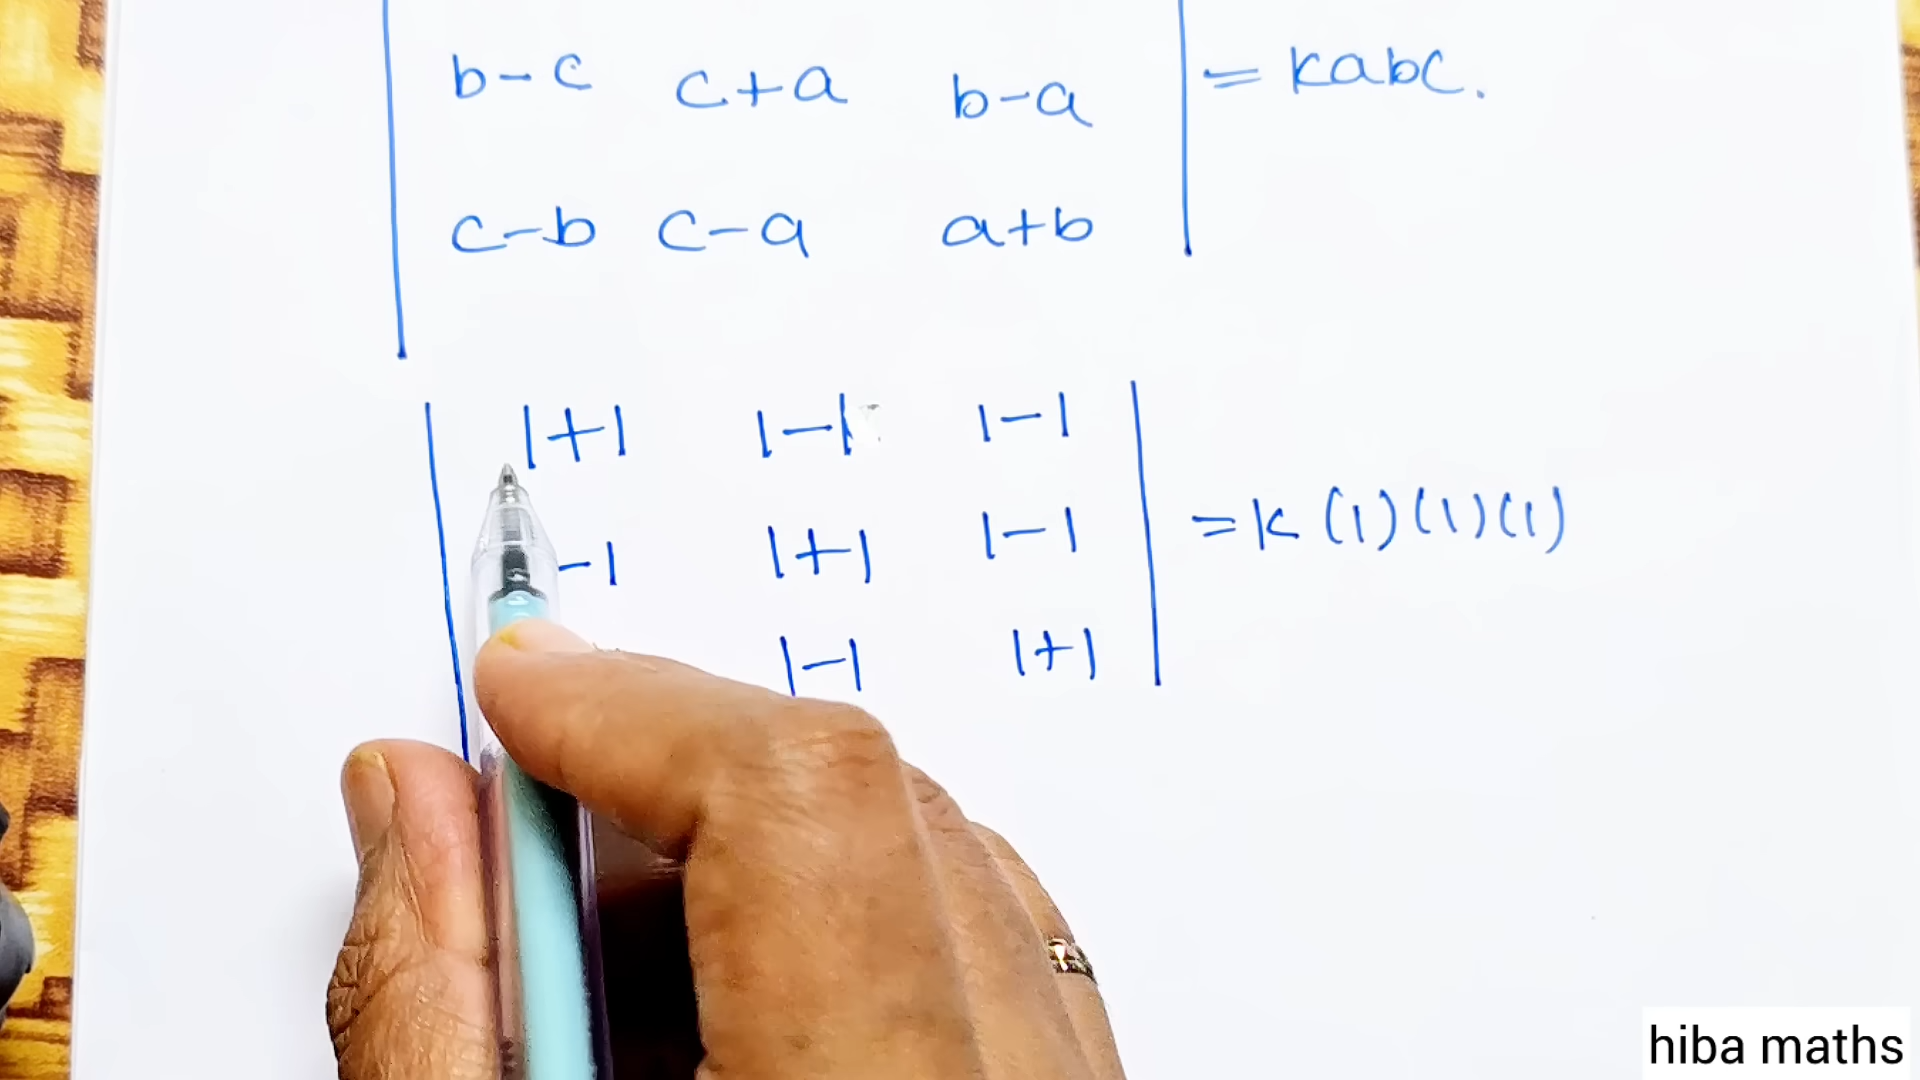 b-c c+a b-a = kabc.
c-b c-a a+b
1+1 1-1 1-1
-1 1+1 1-1 = k (1)(1)(1)
1-1 1+1
hiba maths